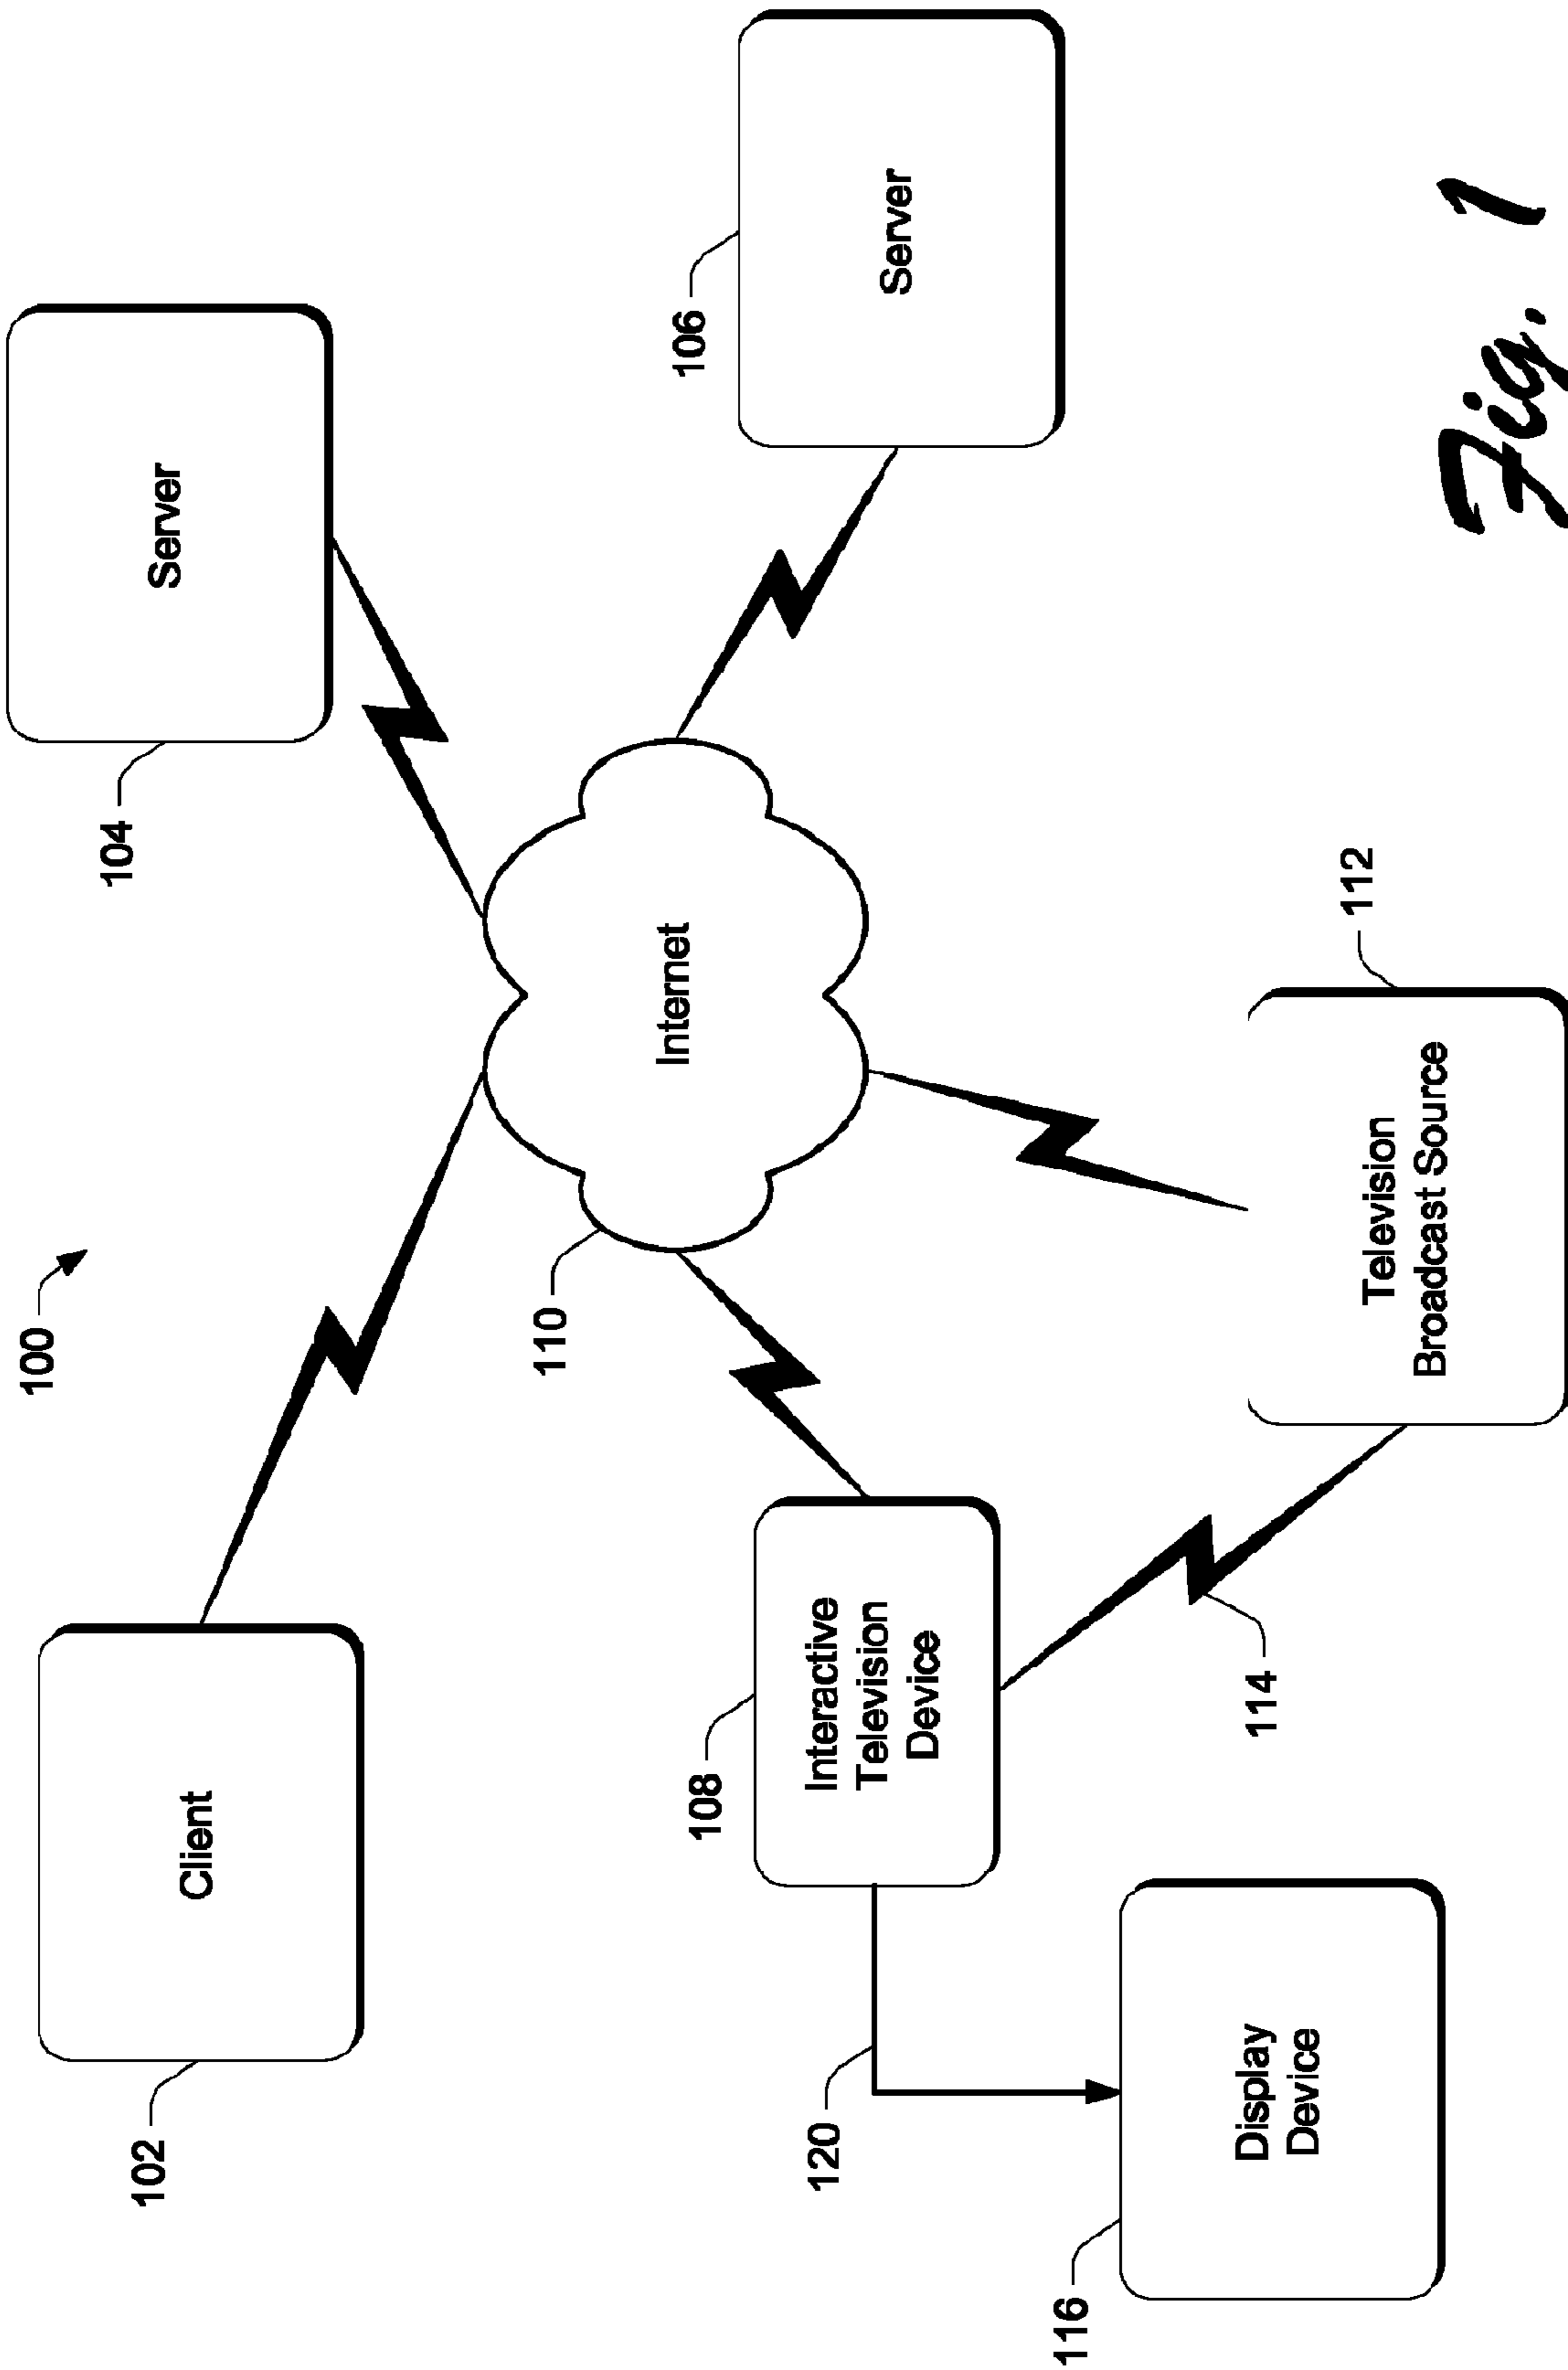 100
102
Client
104
Server
106
Server
110
Internet
108
Interactive
Television
Device
112
Television
Broadcast Source
114
120
116
Display
Device
Fig. 1